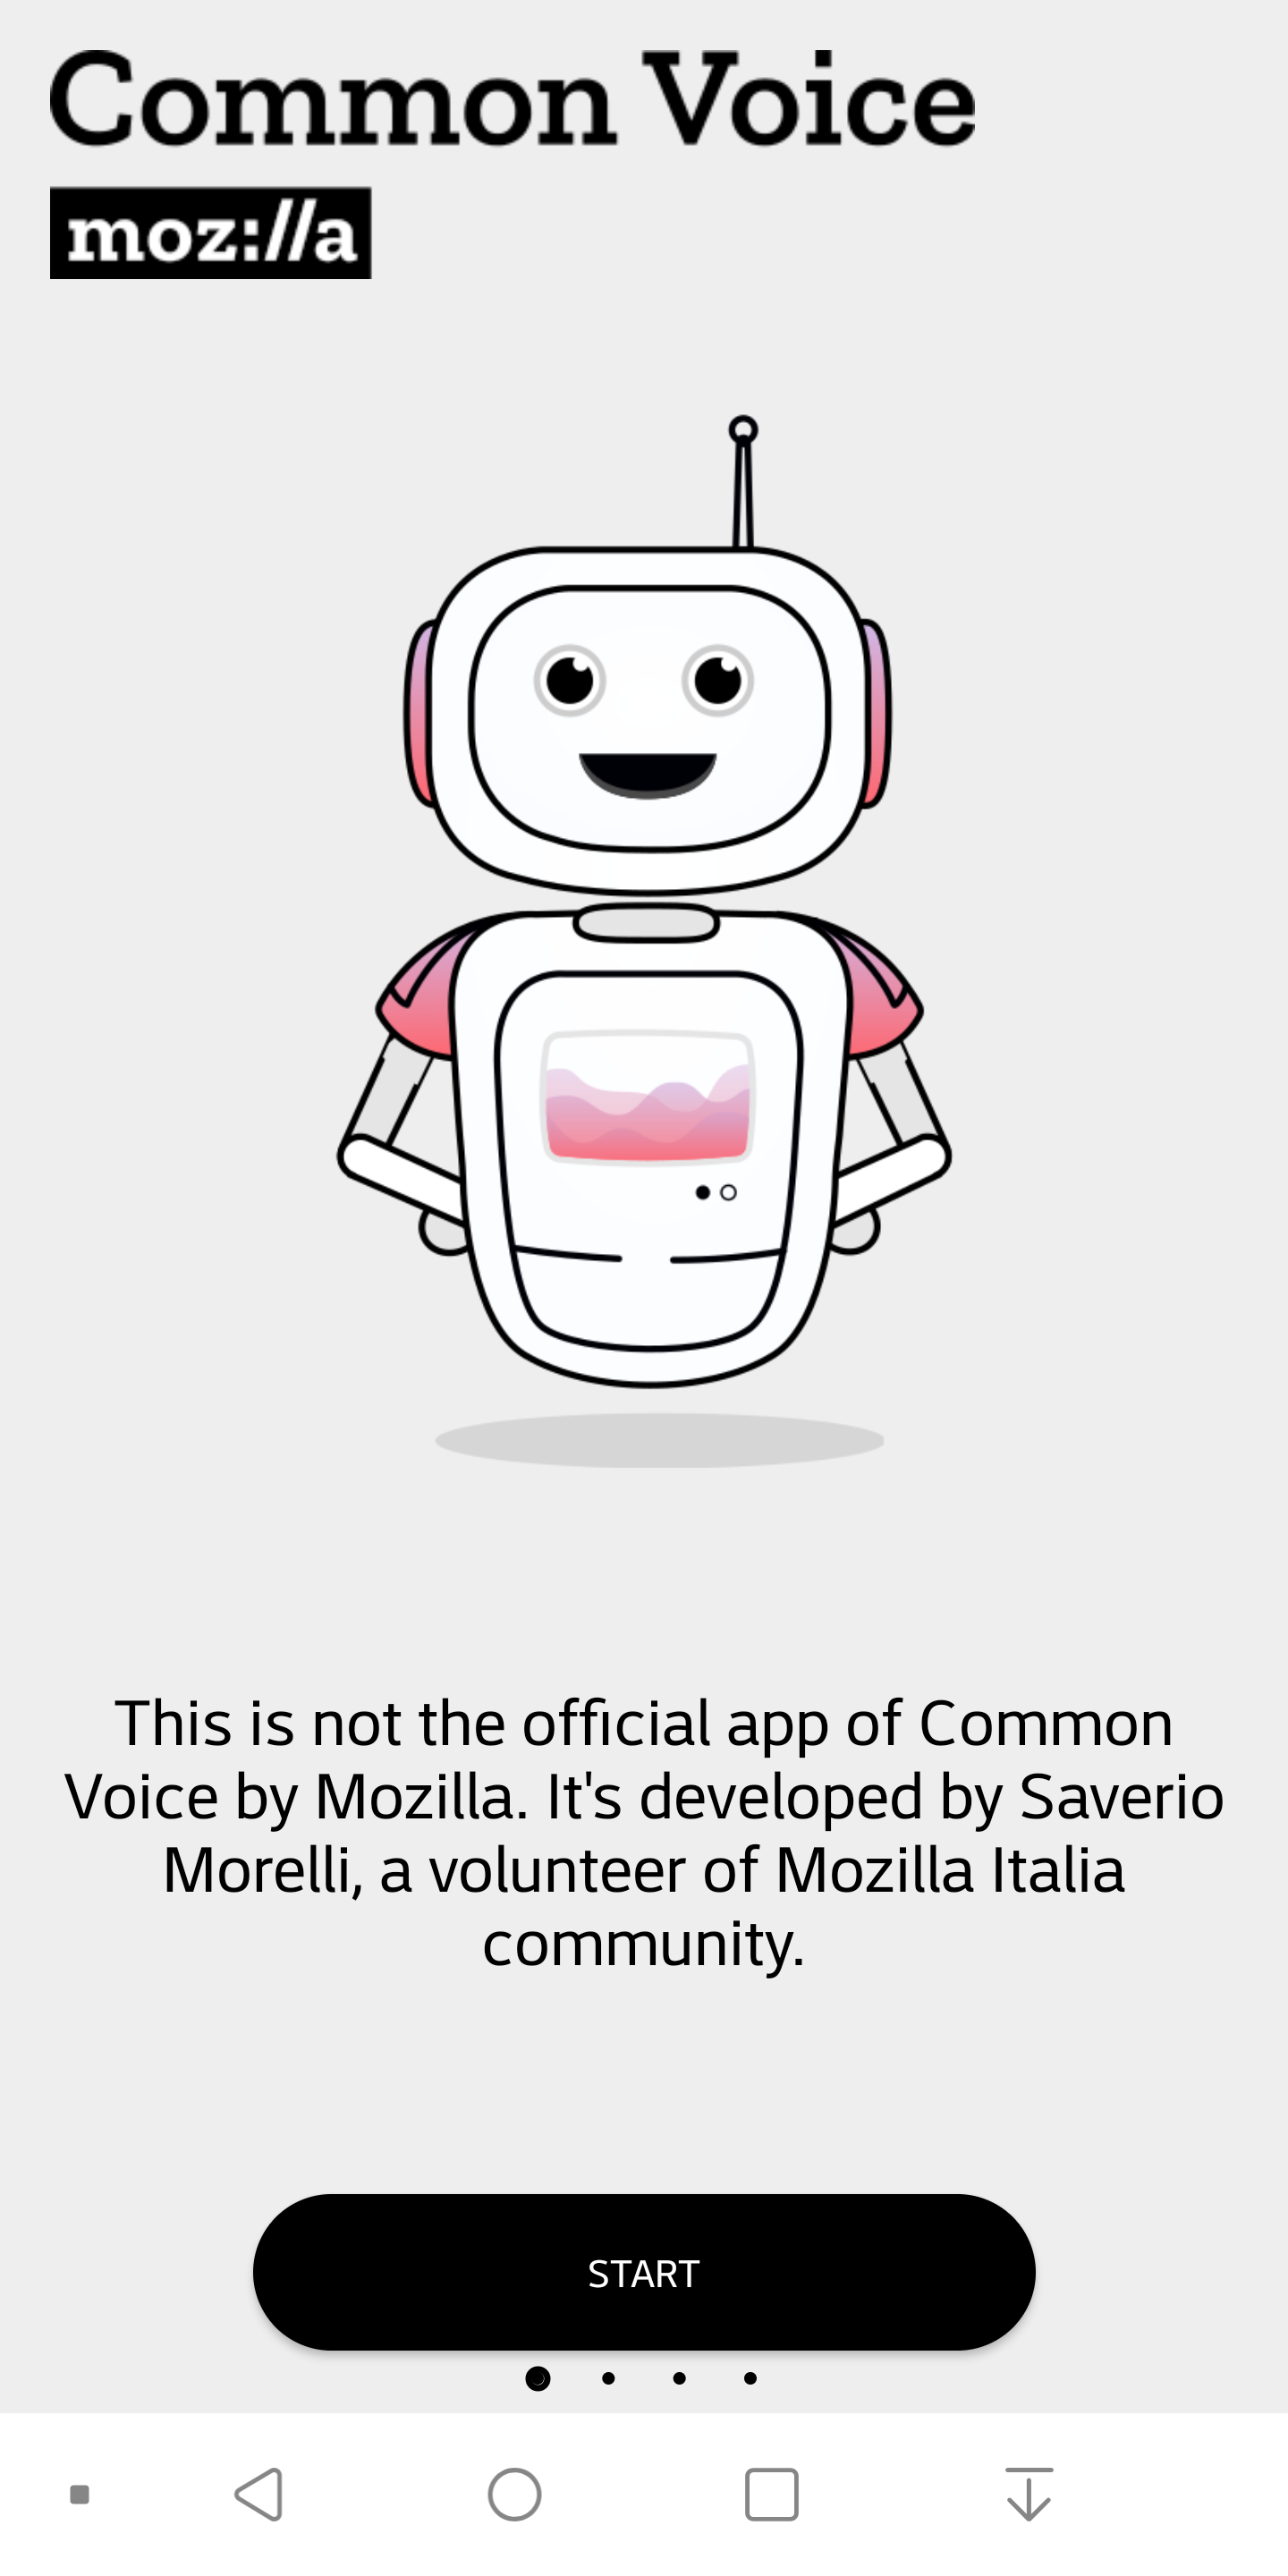 Common Voice
moz://a
This is not the official app of Common
Voice by Mozilla. It's developed by Saverio
Morelli, a volunteer of Mozilla Italia
community.
START